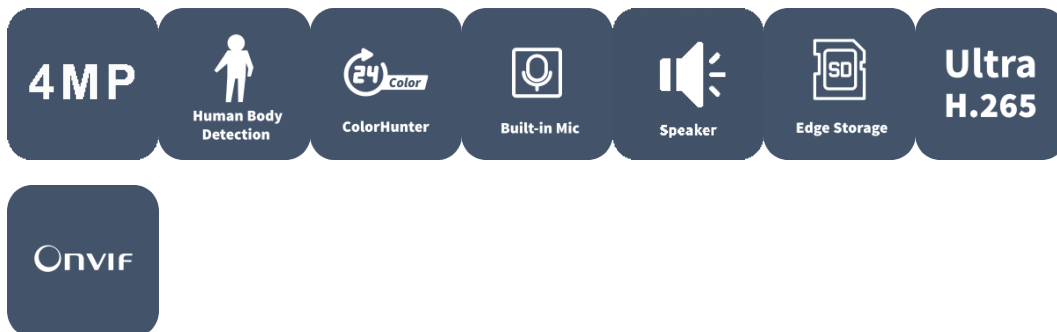 4MP
Human Body
Detection
24
Color
ColorHunter
Built-in Mic
Speaker
SD
Edge Storage
Ultra
H.265
ONVIF